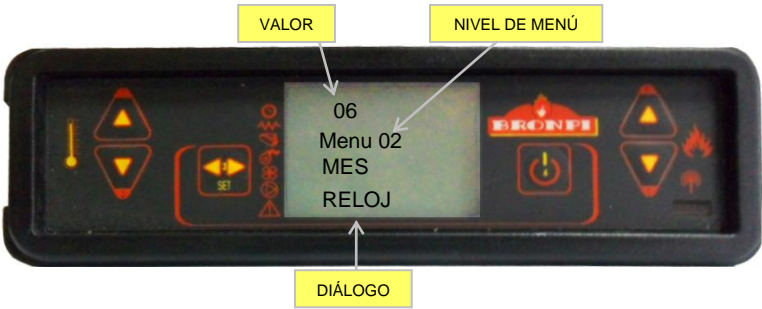 VALOR
NIVEL DE MENÚ
06
Menu 02
MES
RELOJ
BRONPI
SET
DIÁLOGO